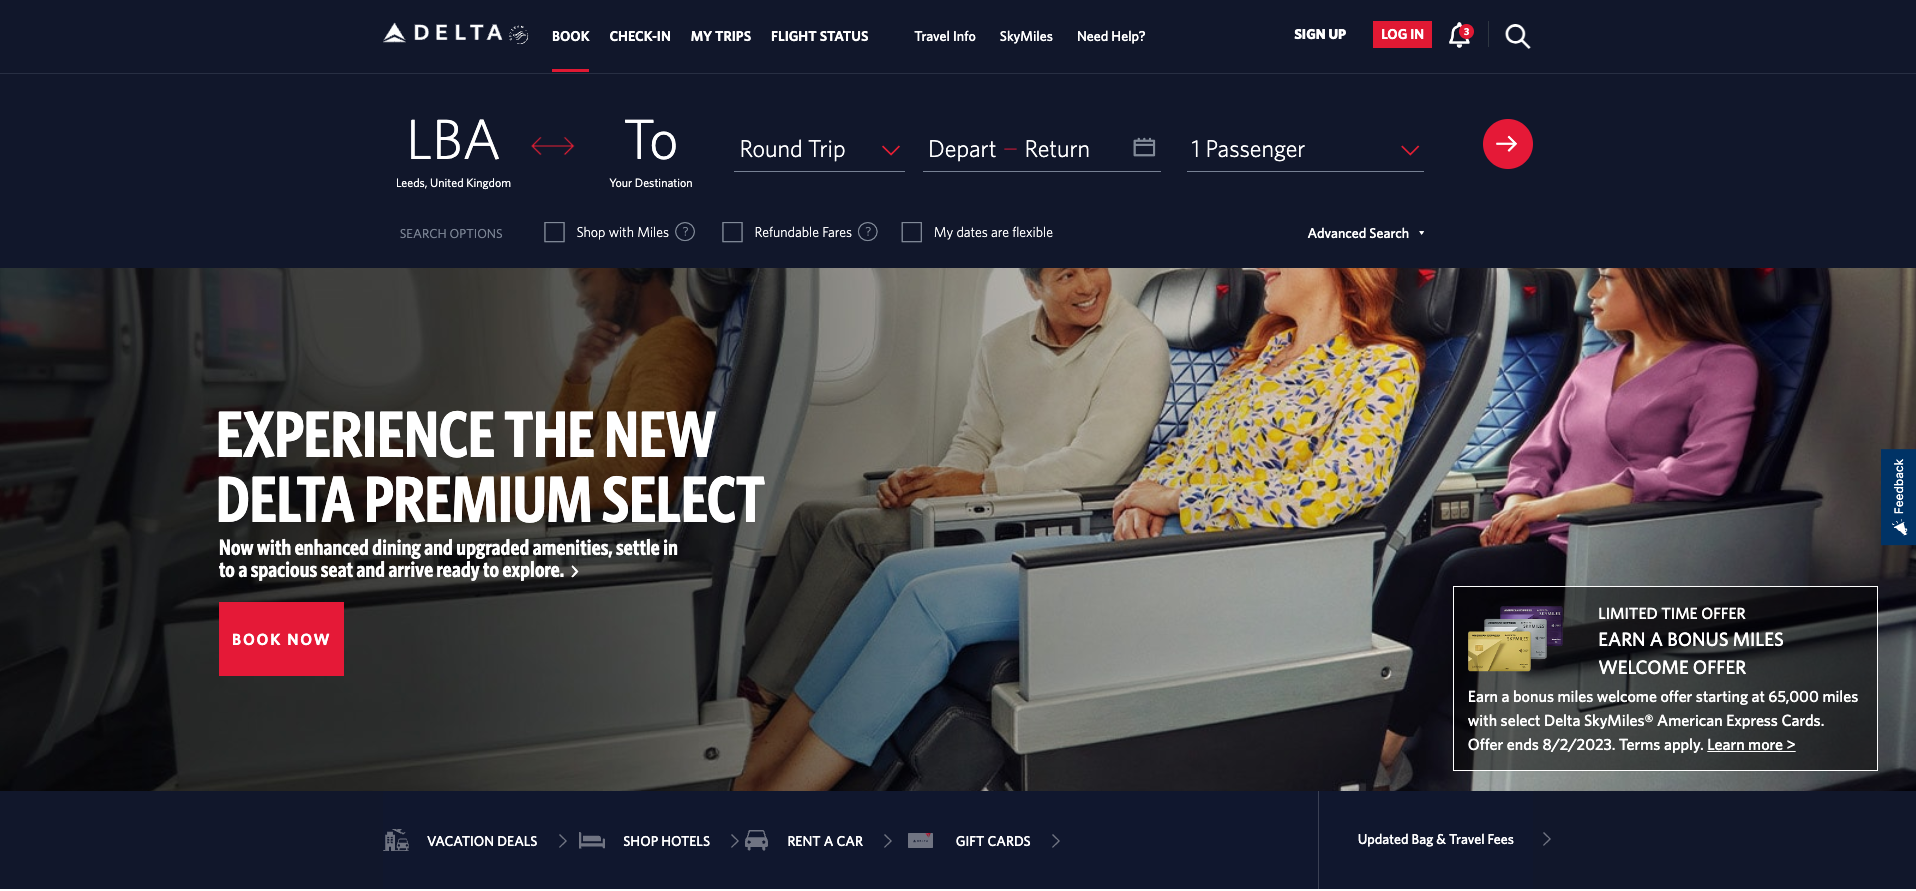 DELTA
BOOK CHECK-IN MY TRIPS FLIGHT STATUS Travel Info SkyMiles Need Help? SIGN UP LOG IN 3
LBA To
Round Trip Depart – Return 1 Passenger
Leeds, United Kingdom Your Destination
SEARCH OPTIONS Shop with Miles ? Refundable Fares ? My dates are flexible Advanced Search
EXPERIENCE THE NEW
DELTA PREMIUM SELECT
Now with enhanced dining and upgraded amenities, settle in
to a spacious seat and arrive ready to explore. >
BOOK NOW
Feedback
LIMITED TIME OFFER
EARN A BONUS MILES
WELCOME OFFER
Earn a bonus miles welcome offer starting at 65,000 miles
with select Delta SkyMiles® American Express Cards.
Offer ends 8/2/2023. Terms apply. Learn more >
VACATION DEALS SHOP HOTELS RENT A CAR GIFT CARDS Updated Bag & Travel Fees